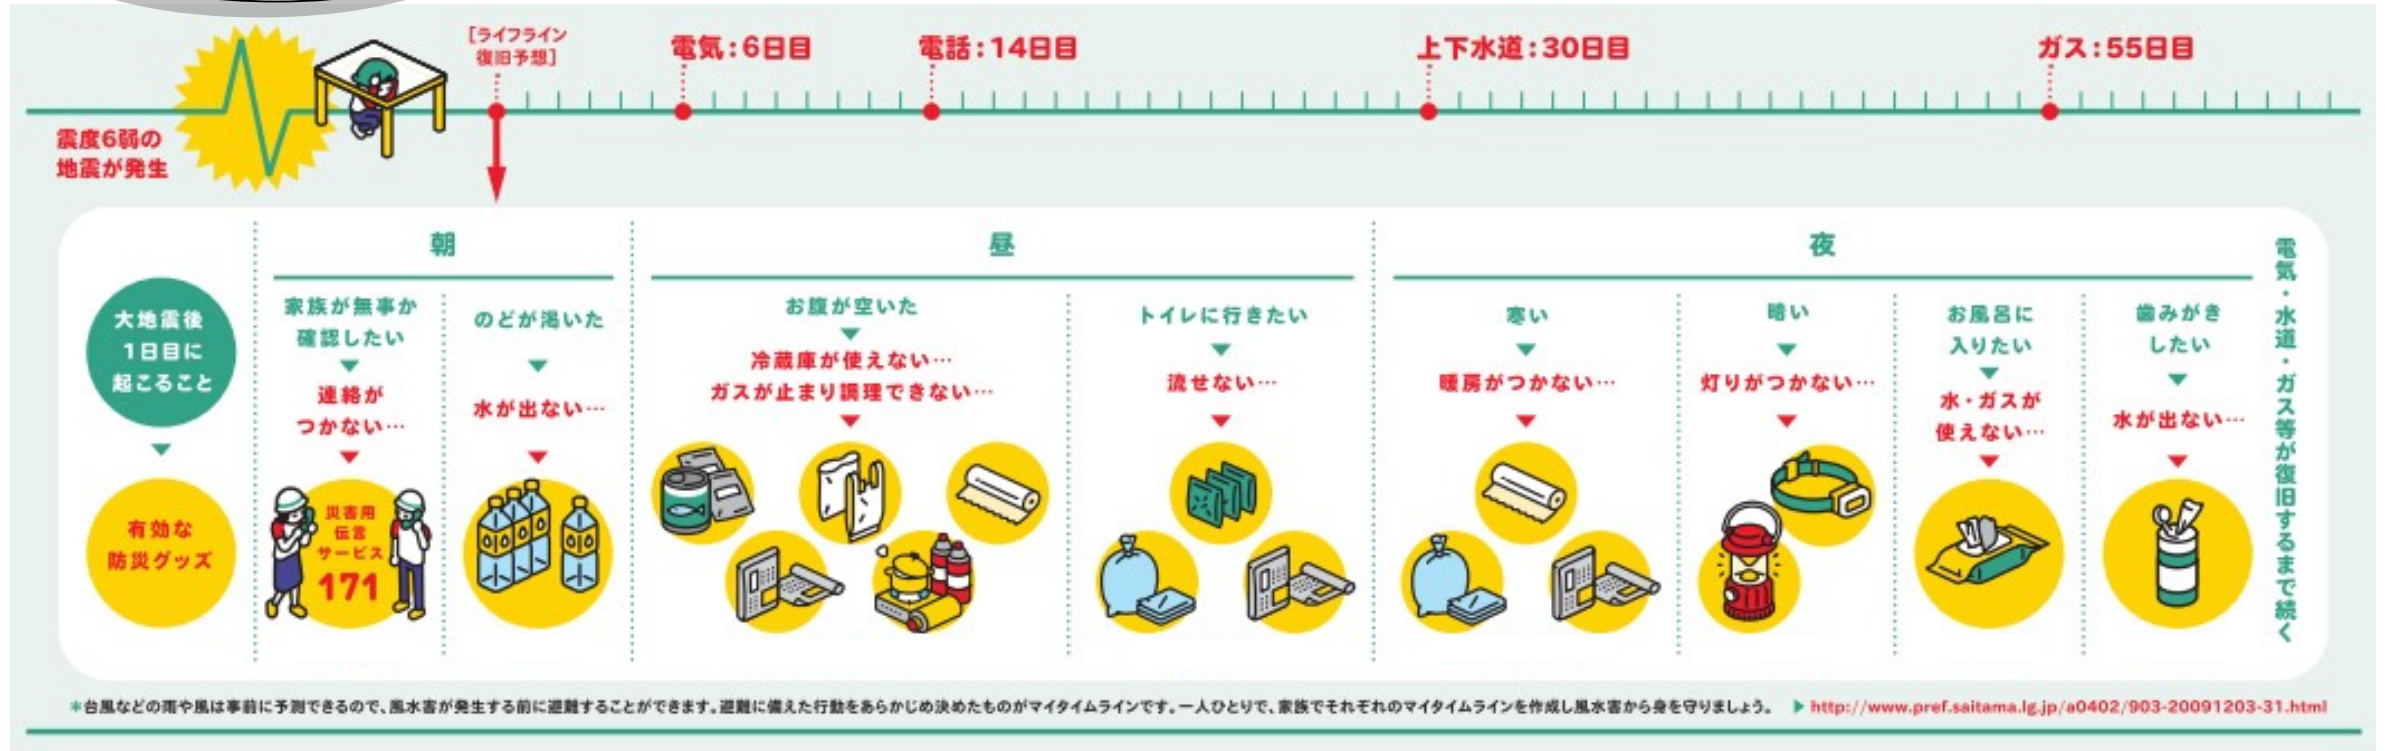 [ライフライン
復旧予想]
電気:6日目
電話:14日目
上下水道:30日目
ガス:55日目
震度6弱の
地震が発生
大地震後
1日目に
起こること
有効な
防災グッズ
朝
家族が無事か
確認したい
連絡が
つかない…
災害用
伝言
サービス
171
のどが渇いた
水が出ない…
昼
お腹が空いた
冷蔵庫が使えない…
ガスが止まり調理できない…
トイレに行きたい
流せない…
夜
寒い
暖房がつかない…
暗い
灯りがつかない…
お風呂に
入りたい
水・ガスが
使えない…
歯みがき
したい
水が出ない…
電気・水道・ガス等が復旧するまで続く
*台風などの雨や風は事前に予測できるので、風水害が発生する前に避難することができます。避難に備えた行動をあらかじめ決めたものがマイタイムラインです。一人ひとりで、家族でそれぞれのマイタイムラインを作成し風水害から身を守りましょう。 ▶http://www.pref.saitama.lg.jp/a0402/903-20091203-31.html